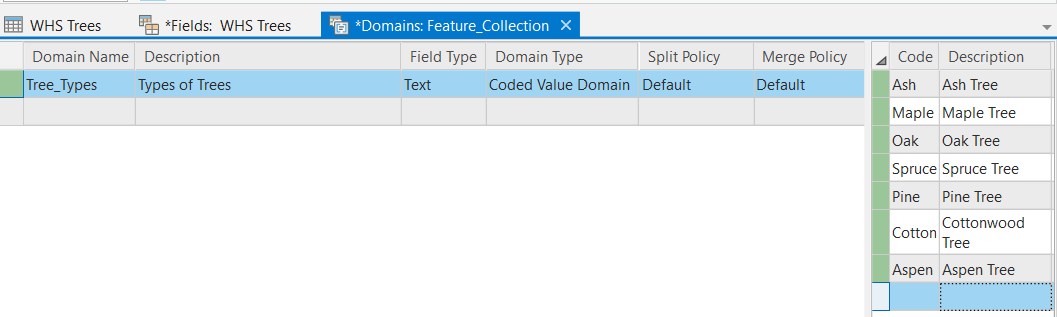 WHS Trees *Fields: WHS Trees *Domains: Feature_Collection
Domain Name Description Field Type Domain Type Split Policy Merge Policy
Tree_Types Types of Trees Text Coded Value Domain Default Default
Code Description
Ash Ash Tree
Maple Maple Tree
Oak Oak Tree
Spruce Spruce Tree
Pine Pine Tree
Cotton Cottonwood
Tree
Aspen Aspen Tree